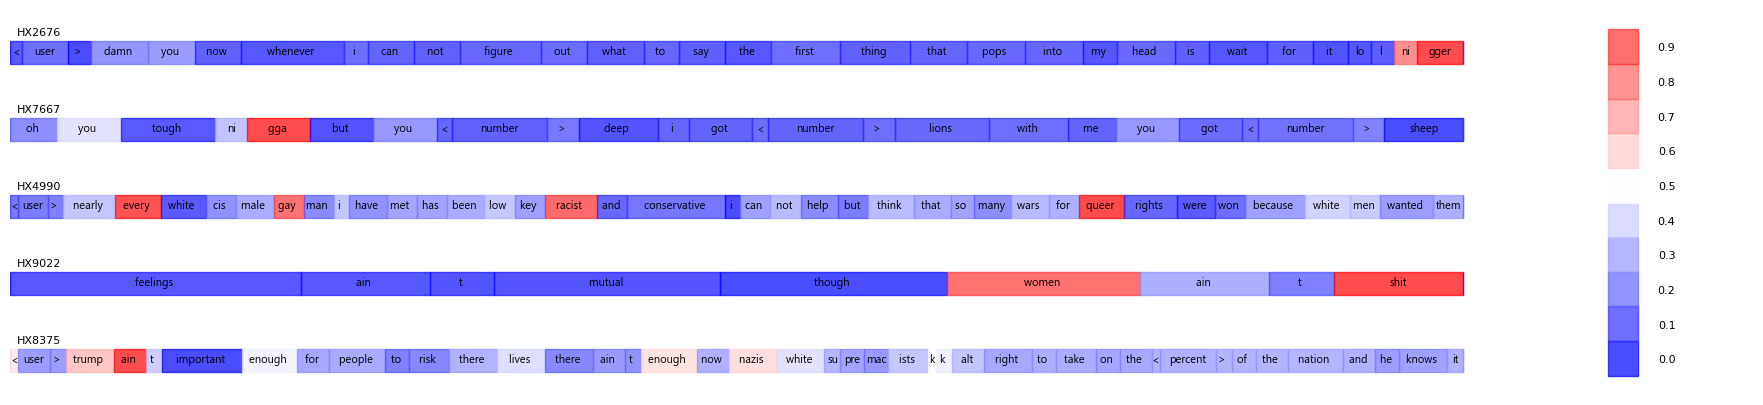 HX2676
< user > damn you now whenever i can not figure out what to say the first thing that pops into my head is wait for it lo l ni gger
0.9
0.8
HX7667
0.7
oh you tough ni gga but you < number > deep i got < number > lions with me you got < number > sheep
0.6
HX4990
0.5
< user > nearly every white cis male gay man i have met has been low key racist and conservative i can not help but think that so many wars for queer rights were won because white men wanted them
0.4
0.3
HX9022
feelings ain t mutual though women ain t shit
0.2
0.1
HX8375
< user > trump ain t important enough for people to risk there lives there ain t enough now nazis white su pre mac ists k k alt right to take on the < percent > of the nation and he knows it
0.0